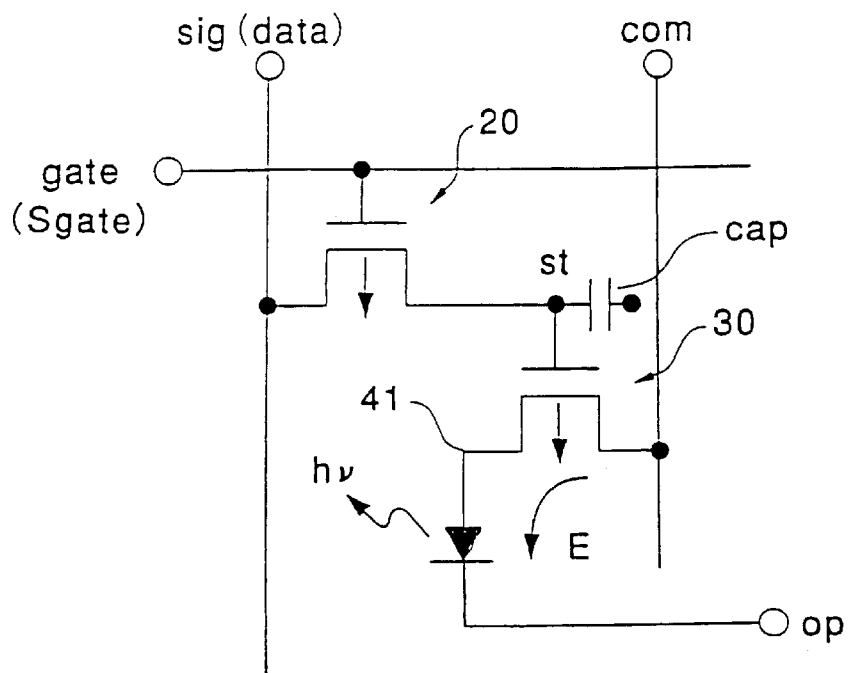 sig (data)
com
20
gate
(Sgate)
cap
st
30
41
hν
E
op